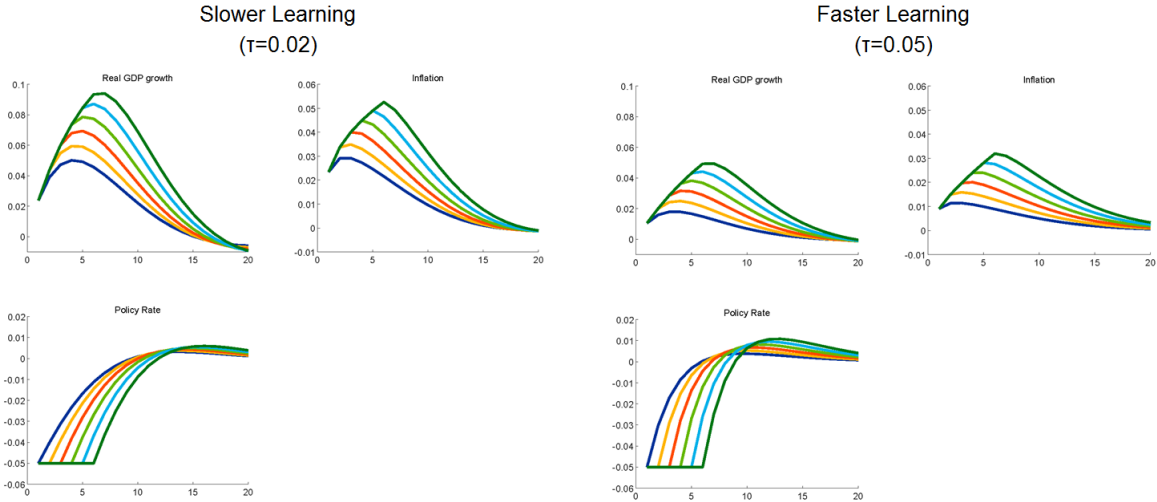 Slower Learning
(τ=0.02)
Faster Learning
(τ=0.05)
Real GDP growth
0.1
0.08
0.06
0.04
0.02
0
0 5 10 15 20
Inflation
0.06
0.05
0.04
0.03
0.02
0.01
0
-0.01
0 5 10 15 20
Real GDP growth
0.1
0.08
0.06
0.04
0.02
0
0 5 10 15 20
Inflation
0.06
0.05
0.04
0.03
0.02
0.01
0
-0.01
0 5 10 15 20
Policy Rate
0.02
0.01
0
-0.01
-0.02
-0.03
-0.04
-0.05
-0.06
0 5 10 15 20
Policy Rate
0.02
0.01
0
-0.01
-0.02
-0.03
-0.04
-0.05
-0.06
0 5 10 15 20